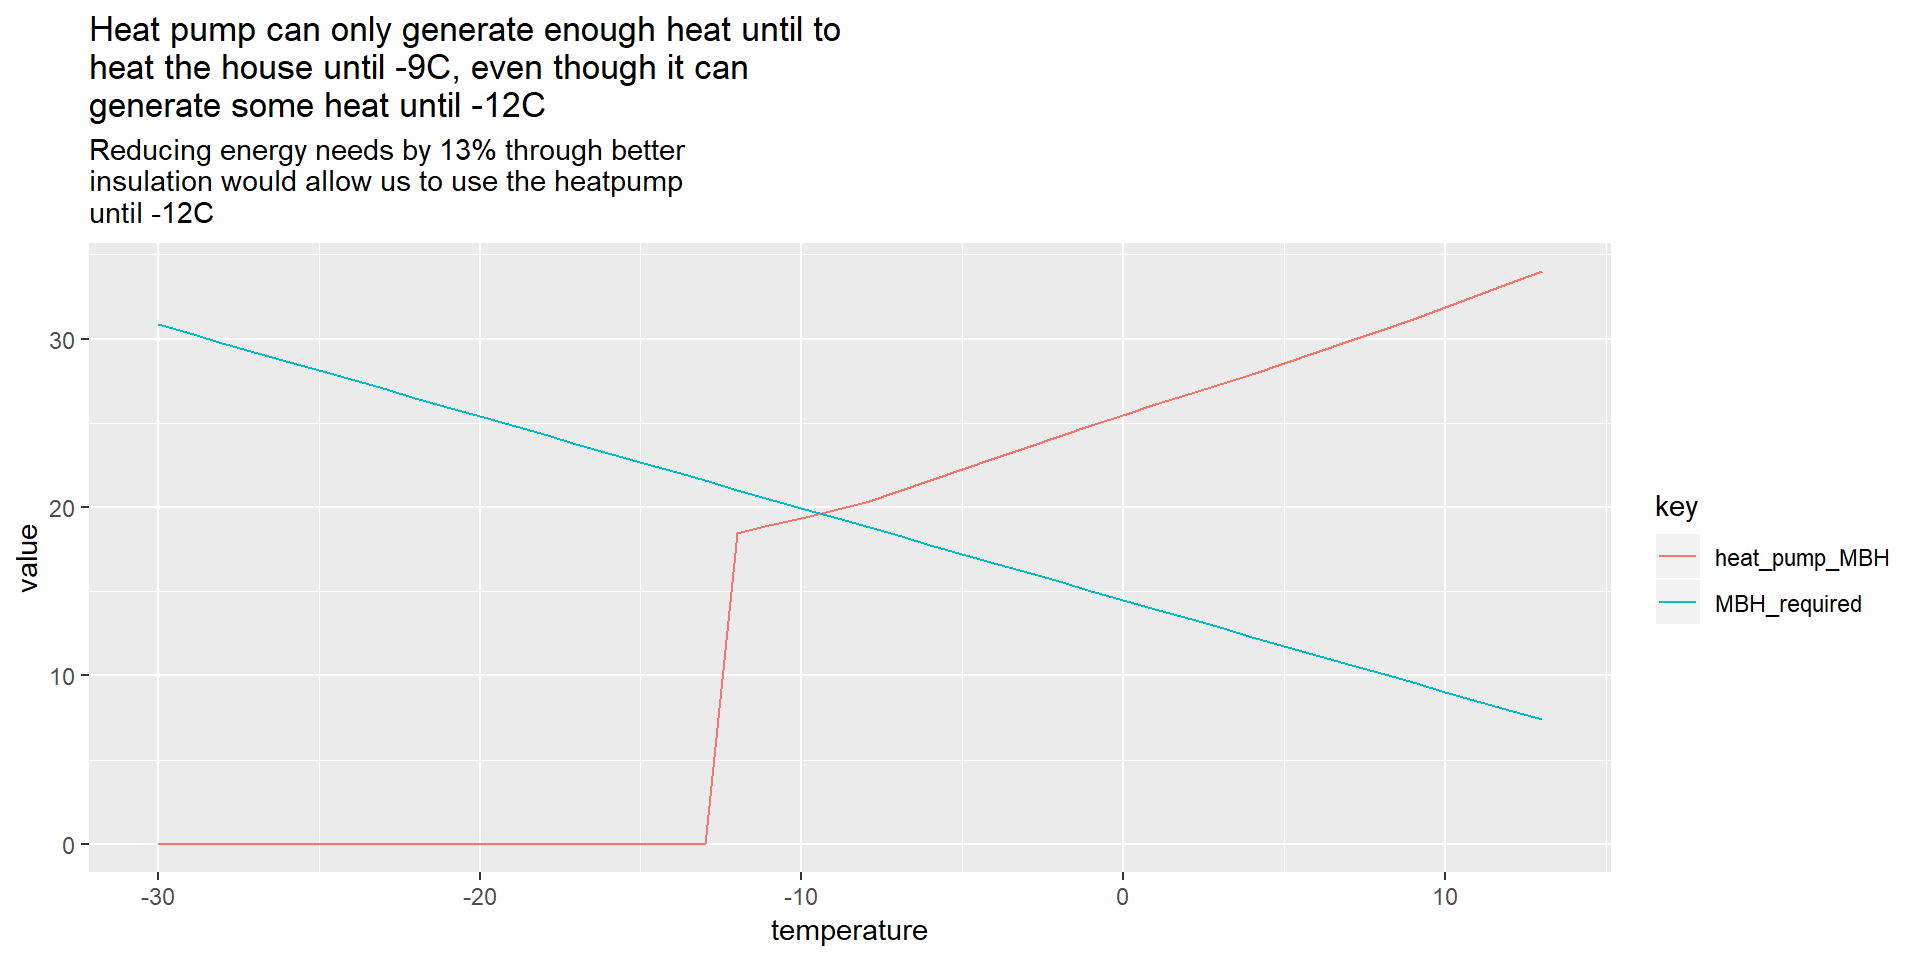 Heat pump can only generate enough heat until to
heat the house until -9C, even though it can
generate some heat until -12C
Reducing energy needs by 13% through better
insulation would allow us to use the heatpump
until -12C
30
20
10
0
value
-30
-20
-10
0
10
temperature
key
heat_pump_MBH
MBH_required